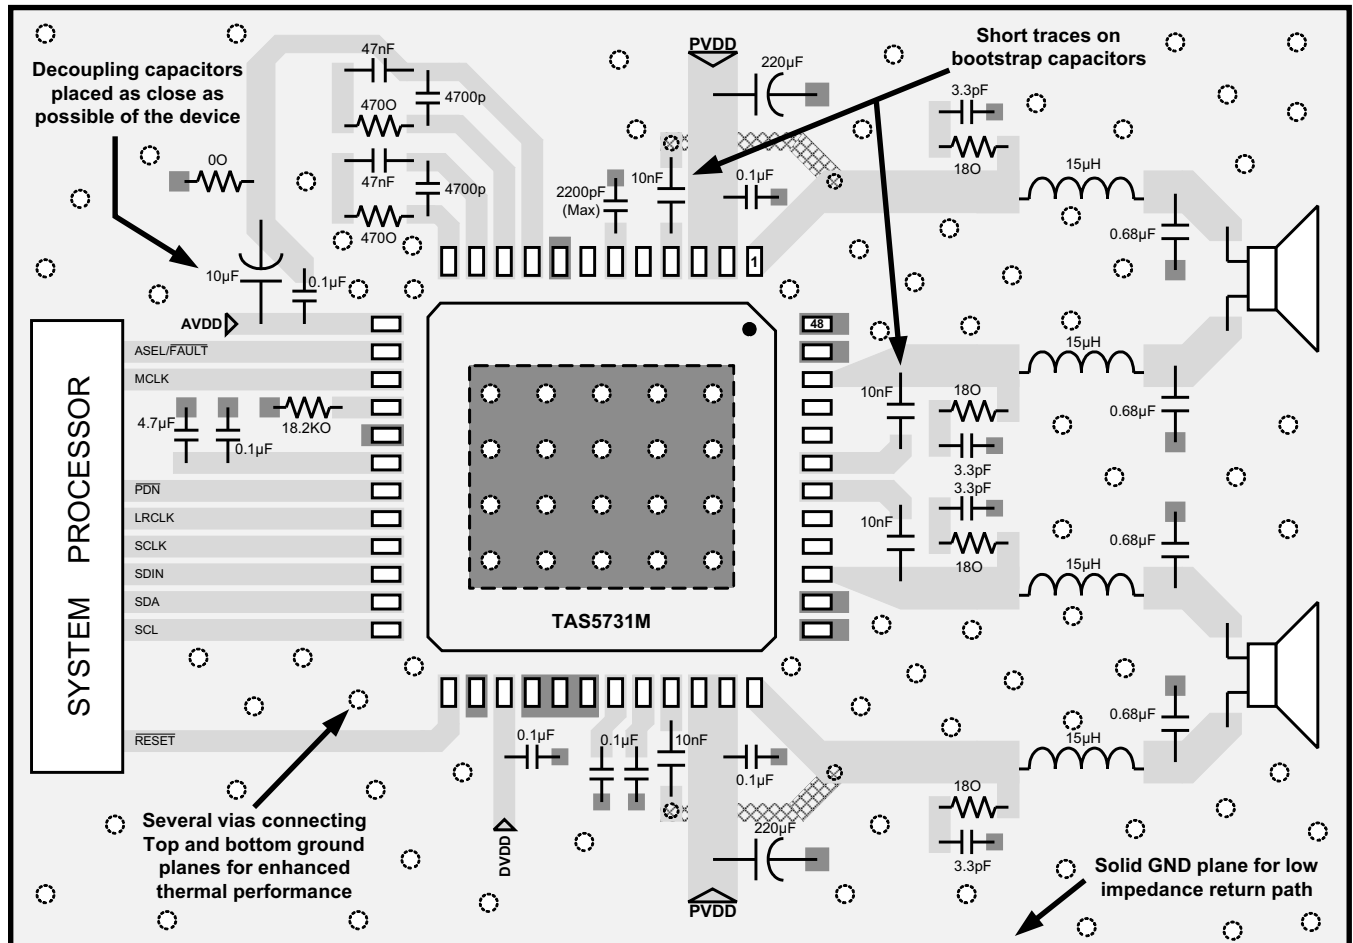 Decoupling capacitors
placed as close as
possible of the device
47nF
4700p
470O
47nF
4700p
470O
0O
PVDD
220µF
Short traces on
bootstrap capacitors
3.3pF
18O
15µH
2200pF
(Max)
10nF
0.1µF
0.68µF
10µF
0.1µF
1
AVDD
48
ASEL/FAULT
MCLK
15µH
4.7µF
0.1µF
18.2KO
10nF
18O
0.68µF
3.3pF
3.3pF
PDN
LRCLK
SCLK
SDIN
SDA
SCL
10nF
18O
0.68µF
15µH
TAS5731M
SYSTEM PROCESSOR
RESET
0.1µF
0.1µF
10nF
0.1µF
15µH
0.68µF
18O
3.3pF
220µF
DVDD
PVDD
Several vias connecting
Top and bottom ground
planes for enhanced
thermal performance
Solid GND plane for low
impedance return path